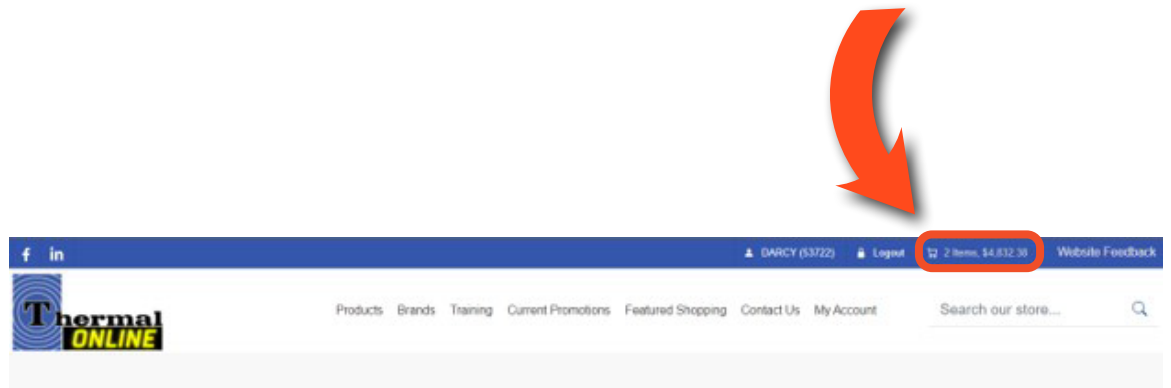 f in DARCY (53722) Logout 2 Items, $4,832.38 Website Feedback
Thermal
ONLINE
Products Brands Training Current Promotions Featured Shopping Contact Us My Account Search our store...